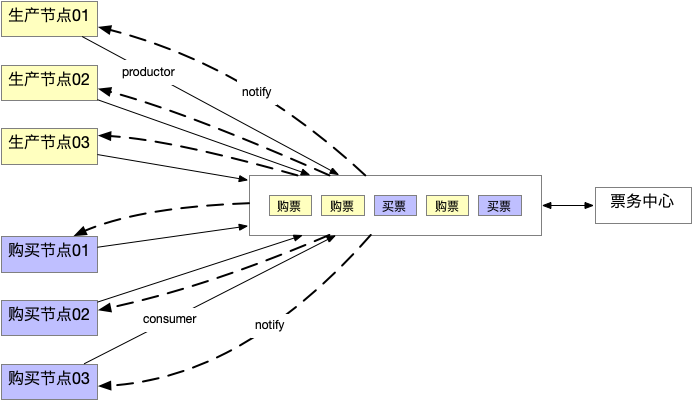 生产节点01
productor
生产节点02
notify
生产节点03
购票
购票
买票
购票
买票
票务中心
购买节点01
购买节点02
consumer
notify
购买节点03